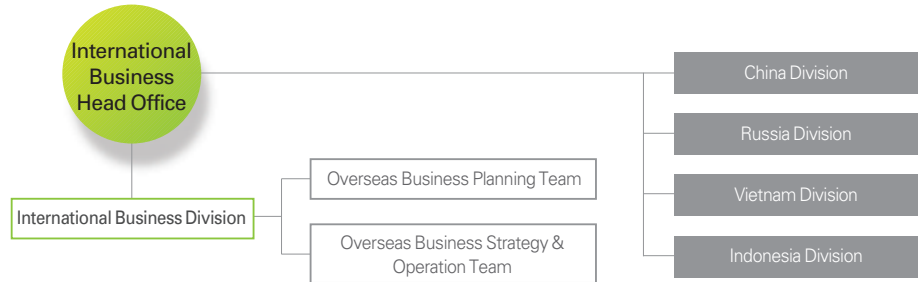 International
Business
Head Office
China Division
Russia Division
Overseas Business Planning Team
Vietnam Division
International Business Division
Overseas Business Strategy &
Operation Team
Indonesia Division